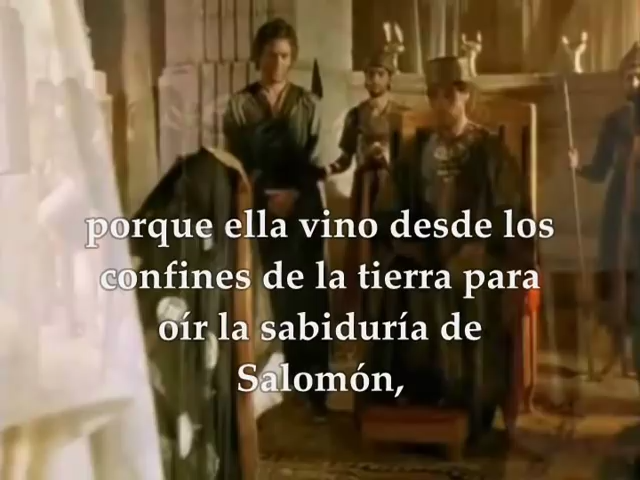 porque ella vino desde los
confines de la tierra para
oír la sabiduría de
Salomón,